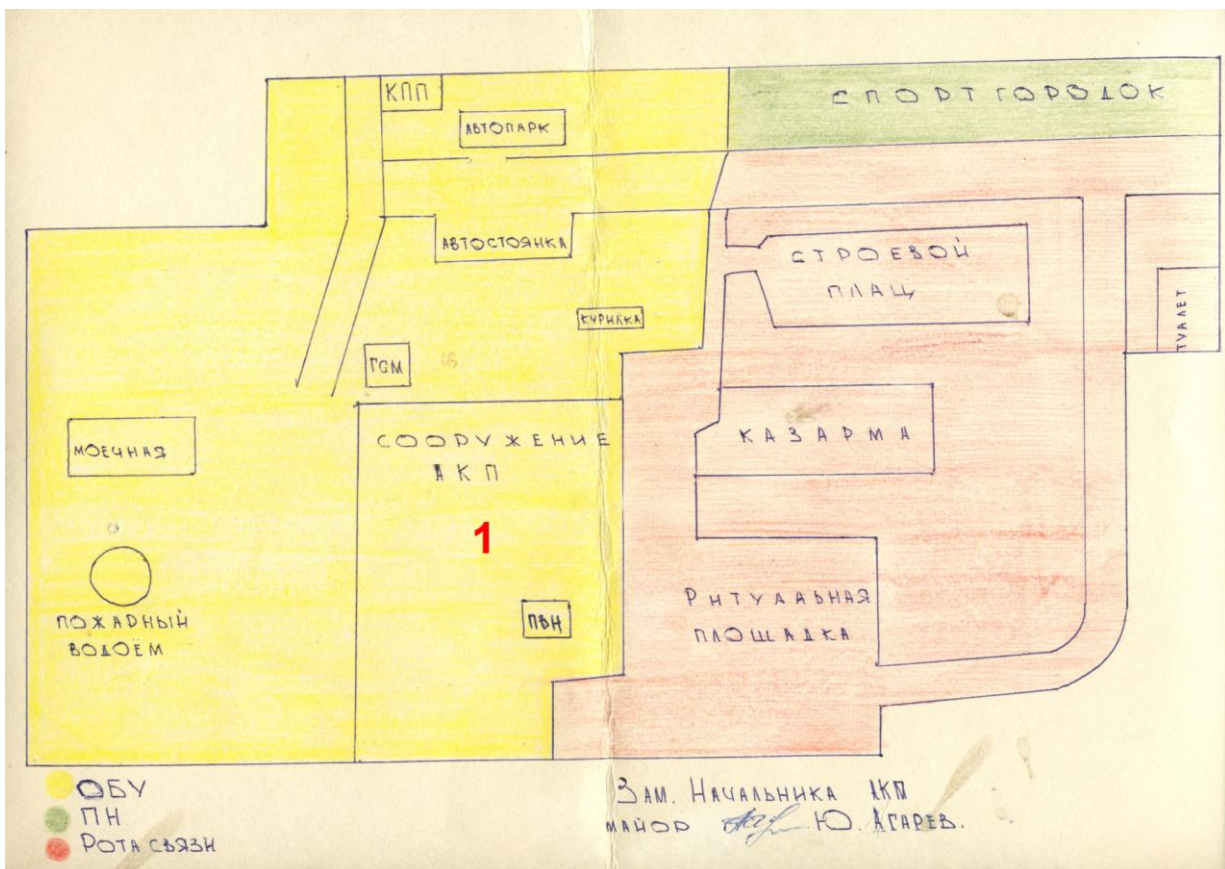 КПП
СПОРТГОРОДОК
АВТОПАРК
АВТОСТОЯНКА
СТРОЕВОЙ
ПЛАЦ
ТУАЛЕТ
КУРИЛКА
ГСМ
КАЗАРМА
МОЕЧНАЯ
СООРУЖЕНИЕ
АКП
1
ПВН
РИТУАЛЬНАЯ
ПЛОЩАДКА
ПОЖАРНЫЙ
ВОДОЁМ
ОБУ
ПН
РОТА СВЯЗИ
ЗАМ. НАЧАЛЬНИКА АКП
МАЙОР Ю. АГАРЕВ.